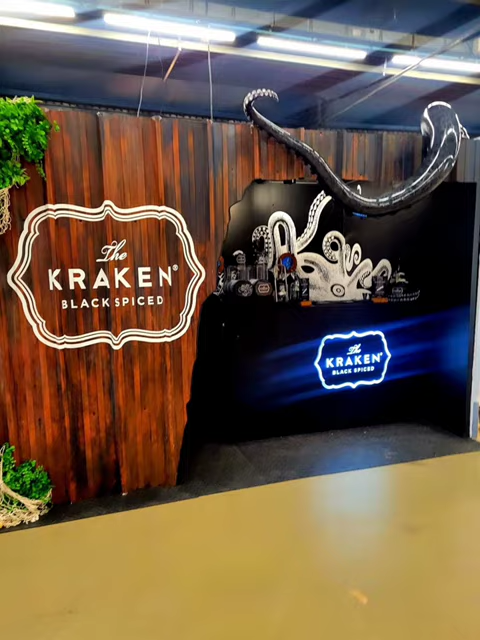 The
KRAKEN®
BLACK SPICED
The
KRAKEN®
BLACK SPICED